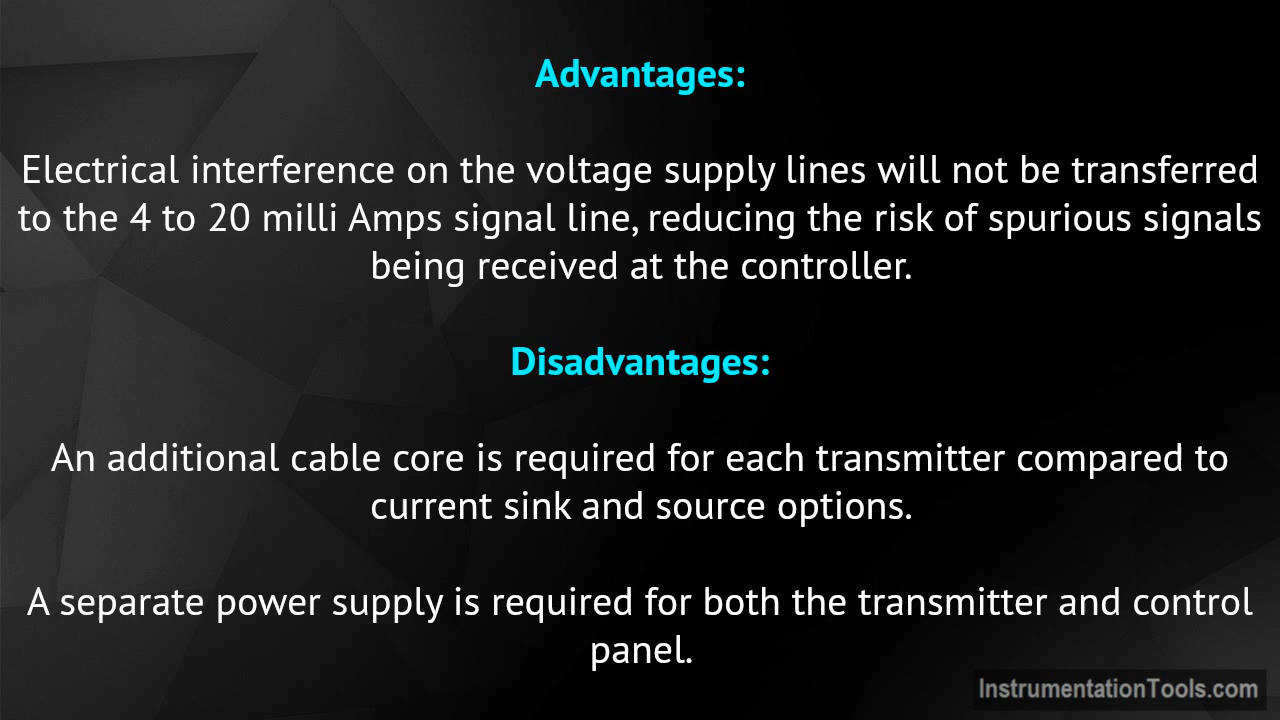 Advantages:
Electrical interference on the voltage supply lines will not be transferred
to the 4 to 20 milli Amps signal line, reducing the risk of spurious signals
being received at the controller.
Disadvantages:
An additional cable core is required for each transmitter compared to
current sink and source options.
A separate power supply is required for both the transmitter and control
panel.
InstrumentationTools.com